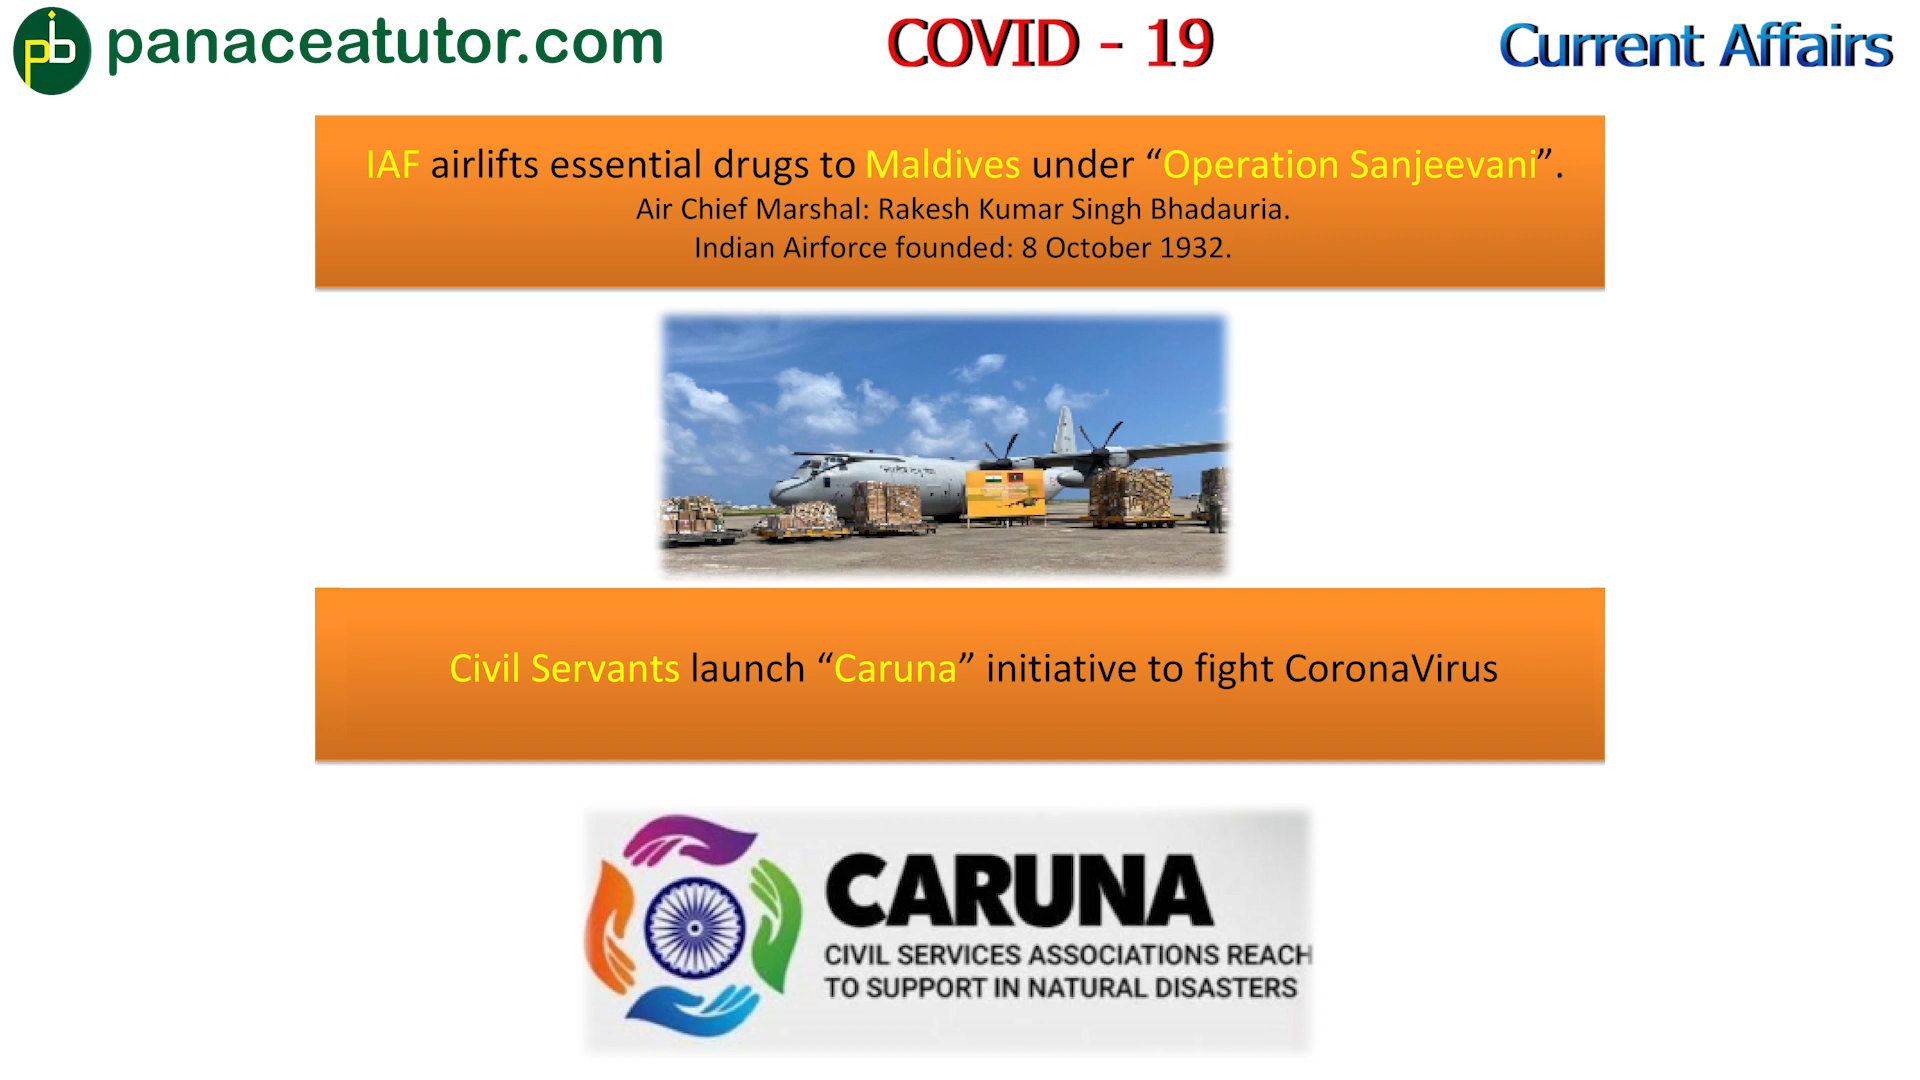 pib panaceatutor.com
COVID - 19
Current Affairs
IAF airlifts essential drugs to Maldives under “Operation Sanjeevani”.
Air Chief Marshal: Rakesh Kumar Singh Bhadauria.
Indian Airforce founded: 8 October 1932.
Civil Servants launch “Caruna” initiative to fight CoronaVirus
CARUNA
CIVIL SERVICES ASSOCIATIONS REACH
TO SUPPORT IN NATURAL DISASTERS